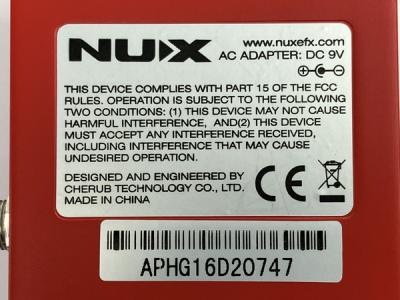 NUX
www.nuxefx.com
AC ADAPTER: DC 9V
THIS DEVICE COMPLIES WITH PART 15 OF THE FCC
RULES. OPERATION IS SUBJECT TO THE FOLLOWING
TWO CONDITIONS: (1) THIS DEVICE MAY NOT CAUSE
HARMFUL INTERFERENCE, AND(2) THIS DEVICE
MUST ACCEPT ANY INTERFERENCE RECEIVED,
INCLUDING INTERFERENCE THAT MAY CAUSE
UNDESIRED OPERATION.
DESIGNED AND ENGINEERED BY
CHERUB TECHNOLOGY CO., LTD.
MADE IN CHINA
CE
APHG16D20747